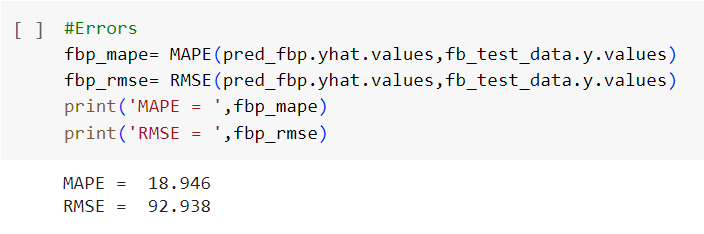 [ ] #Errors
fbp_mape= MAPE(pred_fbp.yhat.values,fb_test_data.y.values)
fbp_rmse= RMSE(pred_fbp.yhat.values,fb_test_data.y.values)
print('MAPE = ',fbp_mape)
print('RMSE = ',fbp_rmse)
MAPE =  18.946
RMSE =  92.938